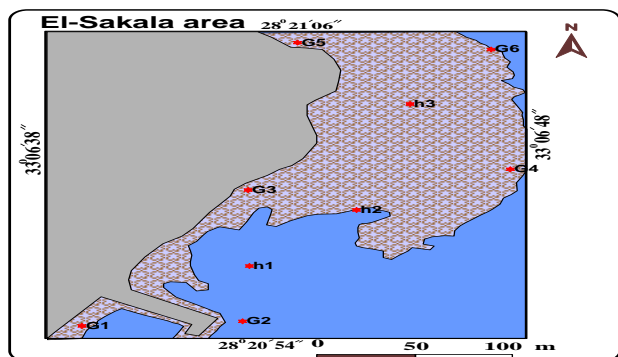 El-Sakala area
28°21′06″
N
G5
G6
h3
33°06′38″
33°06′48″
G4
G3
h2
h1
G1
G2
28°20′54″
0 50 100 m